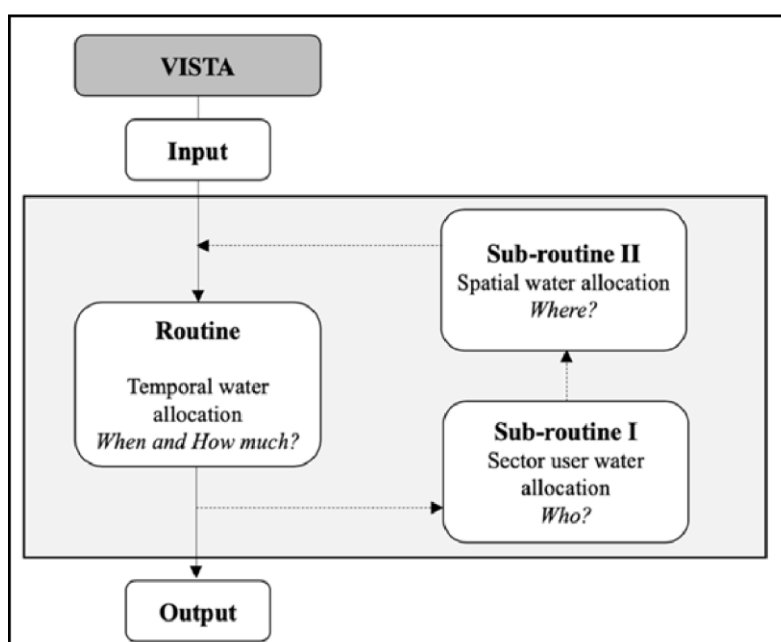 VISTA
Input
Routine
Temporal water
allocation
When and How much?
Sub-routine II
Spatial water allocation
Where?
Sub-routine I
Sector user water
allocation
Who?
Output